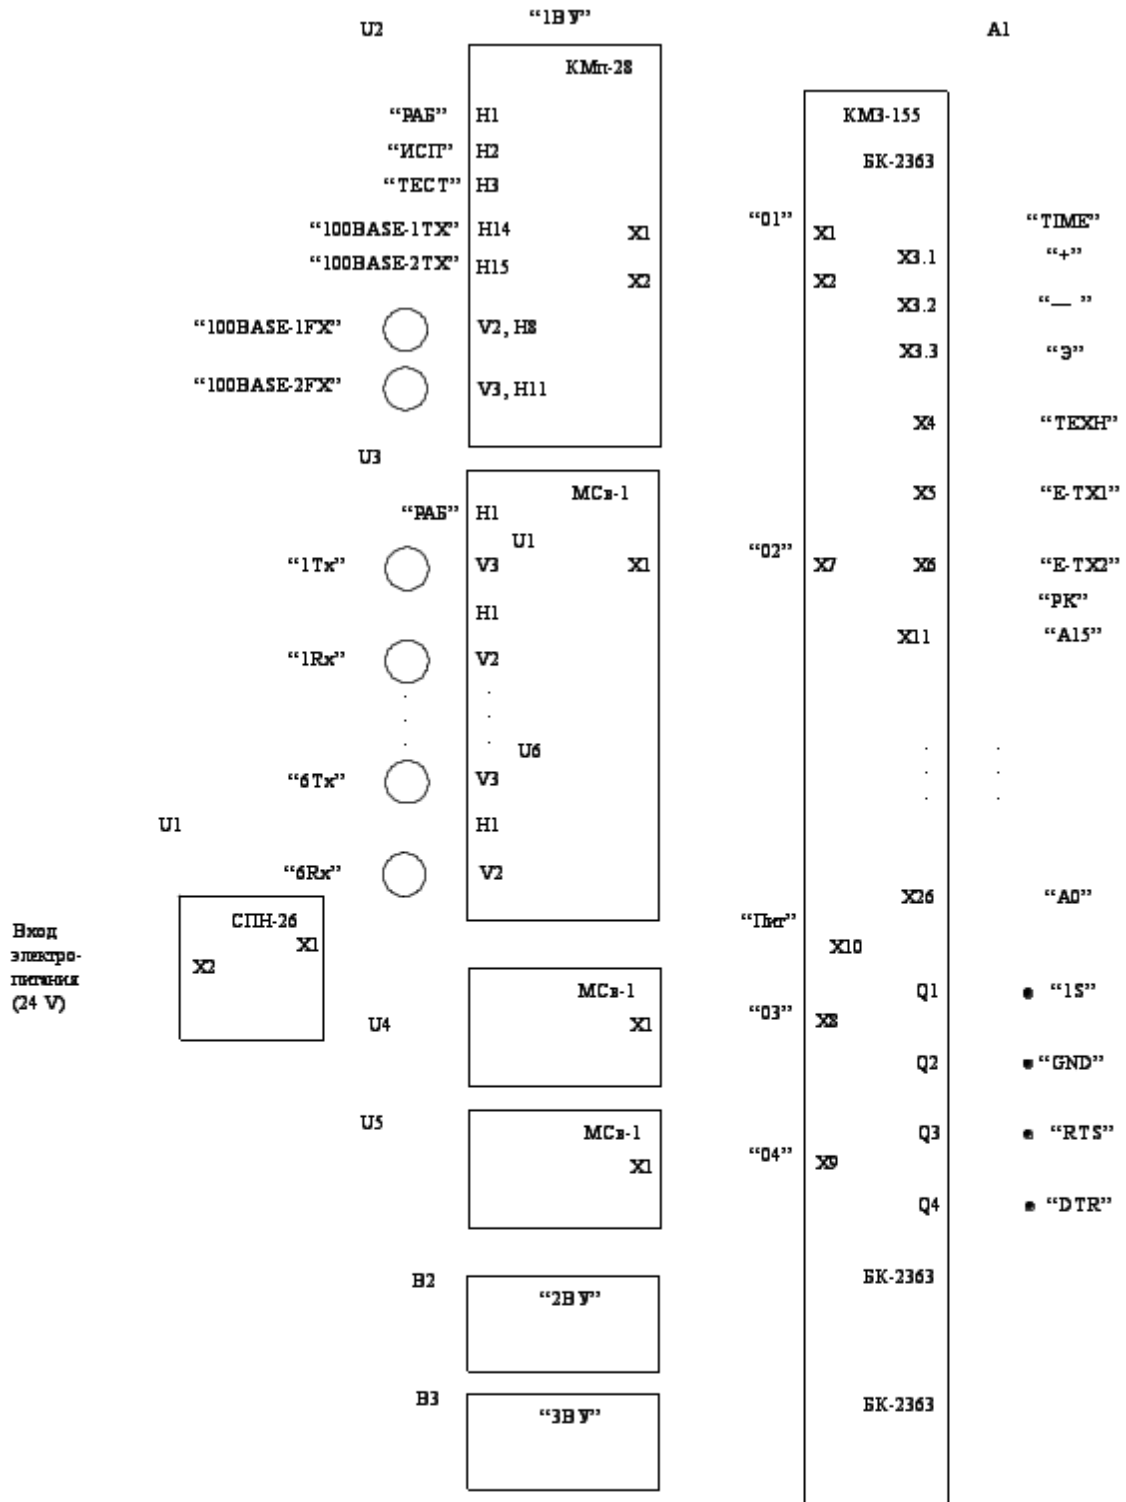 “1ВУ”
U2
A1
КМп-28
КМЗ-155
БК-2363
“РАБ” H1
“ИСП” H2
“ТЕСТ” H3
“100BASE-1TX” H14 X1
“100BASE-2TX” H15 X2
“01” X1
X2
“TIME”
X3.1 “+”
X3.2 “— ”
X3.3 “Э”
“100BASE-1FX” V2, H8
“100BASE-2FX” V3, H11
X4 “ТЕХН”
U3
МСв-1
X5 “E-TX1”
“РАБ” H1
U1
“1Tx” V3 X1
“02” X7 X6 “E-TX2”
“РК”
H1
X11 “A15”
“1Rx” V2
. . .
. . .
. . .
U6
“6Tx” V3
U1
H1
“6Rx” V2
X26 “A0”
СПН-26
X1
X2
Вход
электро-
питания
(24 V)
“Пит”
X10
МСв-1
X1
U4
“03” X8
Q1 “1S”
Q2 “GND”
U5
МСв-1
X1
“04” X9
Q3 “RTS”
Q4 “DTR”
В2
“2ВУ”
БК-2363
В3
“3ВУ”
БК-2363